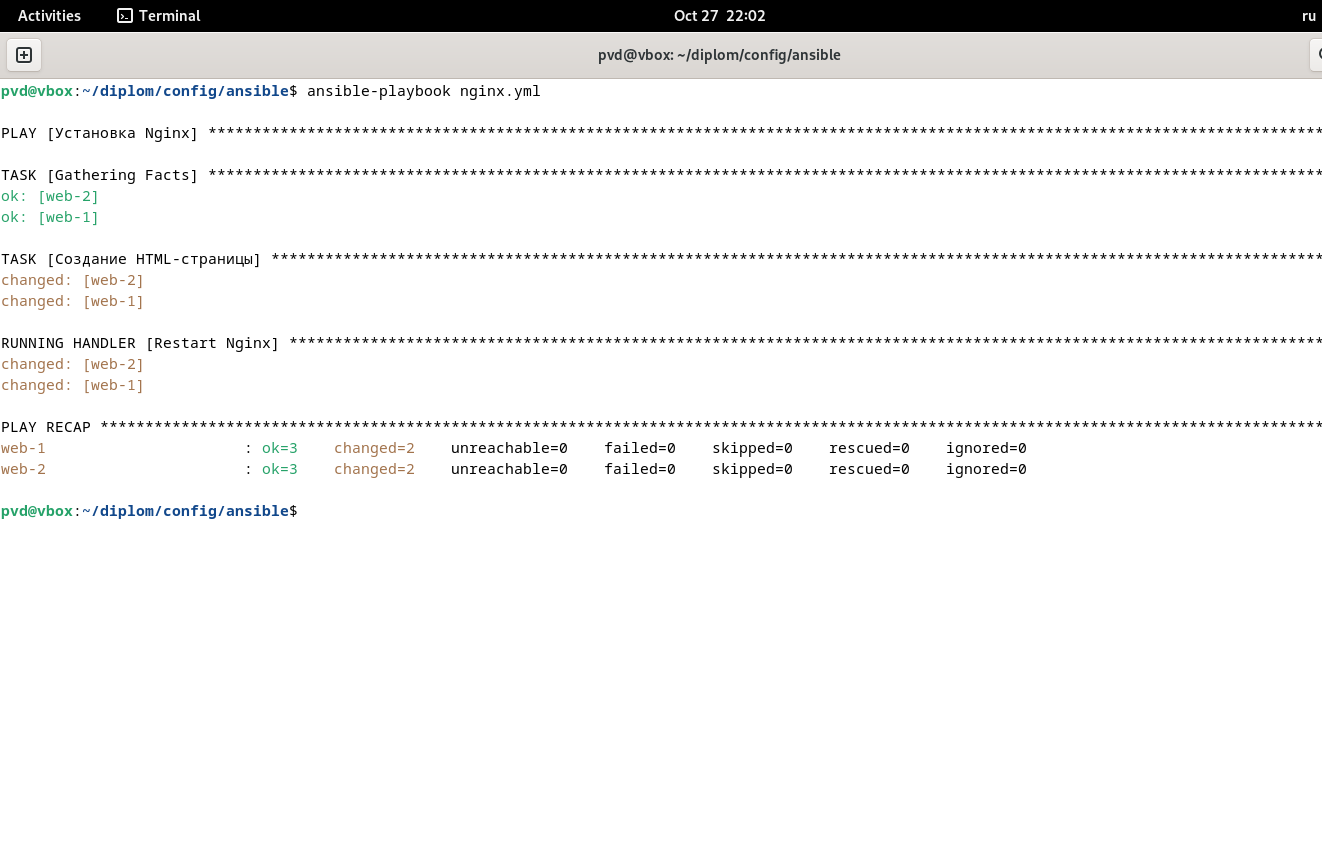 Activities Terminal Oct 27 22:02 ru
pvd@vbox: ~/diplom/config/ansible
pvd@vbox:~/diplom/config/ansible$ ansible-playbook nginx.yml
PLAY [Установка Nginx] ****************************************************************************************************************************
TASK [Gathering Facts] ****************************************************************************************************************************
ok: [web-2]
ok: [web-1]
TASK [Создание HTML-страницы] *********************************************************************************************************************
changed: [web-2]
changed: [web-1]
RUNNING HANDLER [Restart Nginx] *******************************************************************************************************************
changed: [web-2]
changed: [web-1]
PLAY RECAP ****************************************************************************************************************************************
web-1 : ok=3 changed=2 unreachable=0 failed=0 skipped=0 rescued=0 ignored=0
web-2 : ok=3 changed=2 unreachable=0 failed=0 skipped=0 rescued=0 ignored=0
pvd@vbox:~/diplom/config/ansible$